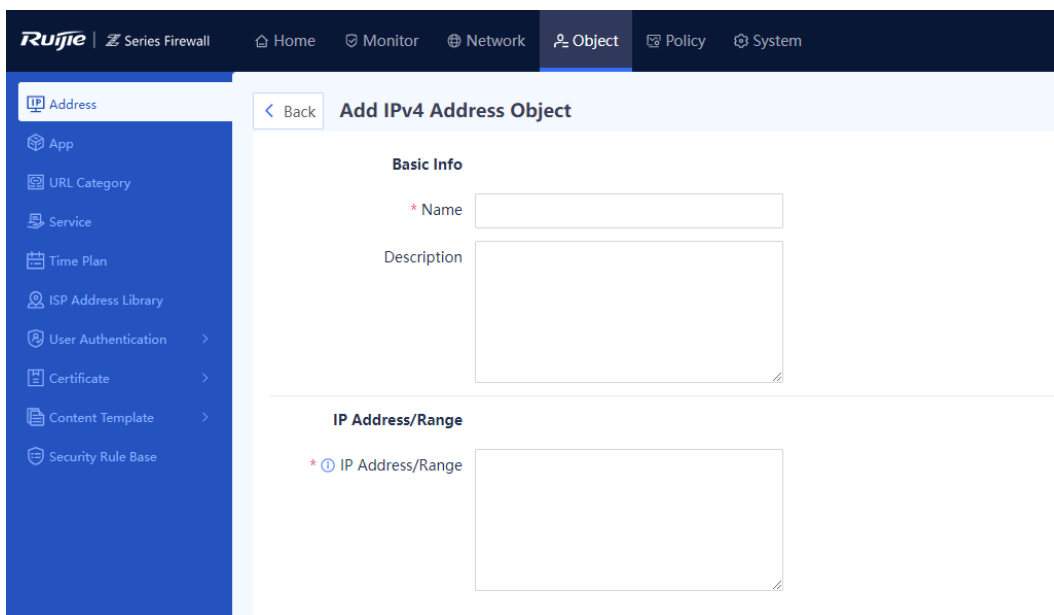 Ruijie | Z Series Firewall Home Monitor Network Object Policy System
Address
App
URL Category
Service
Time Plan
ISP Address Library
User Authentication
Certificate
Content Template
Security Rule Base
Back Add IPv4 Address Object
Basic Info
* Name
Description
IP Address/Range
* IP Address/Range